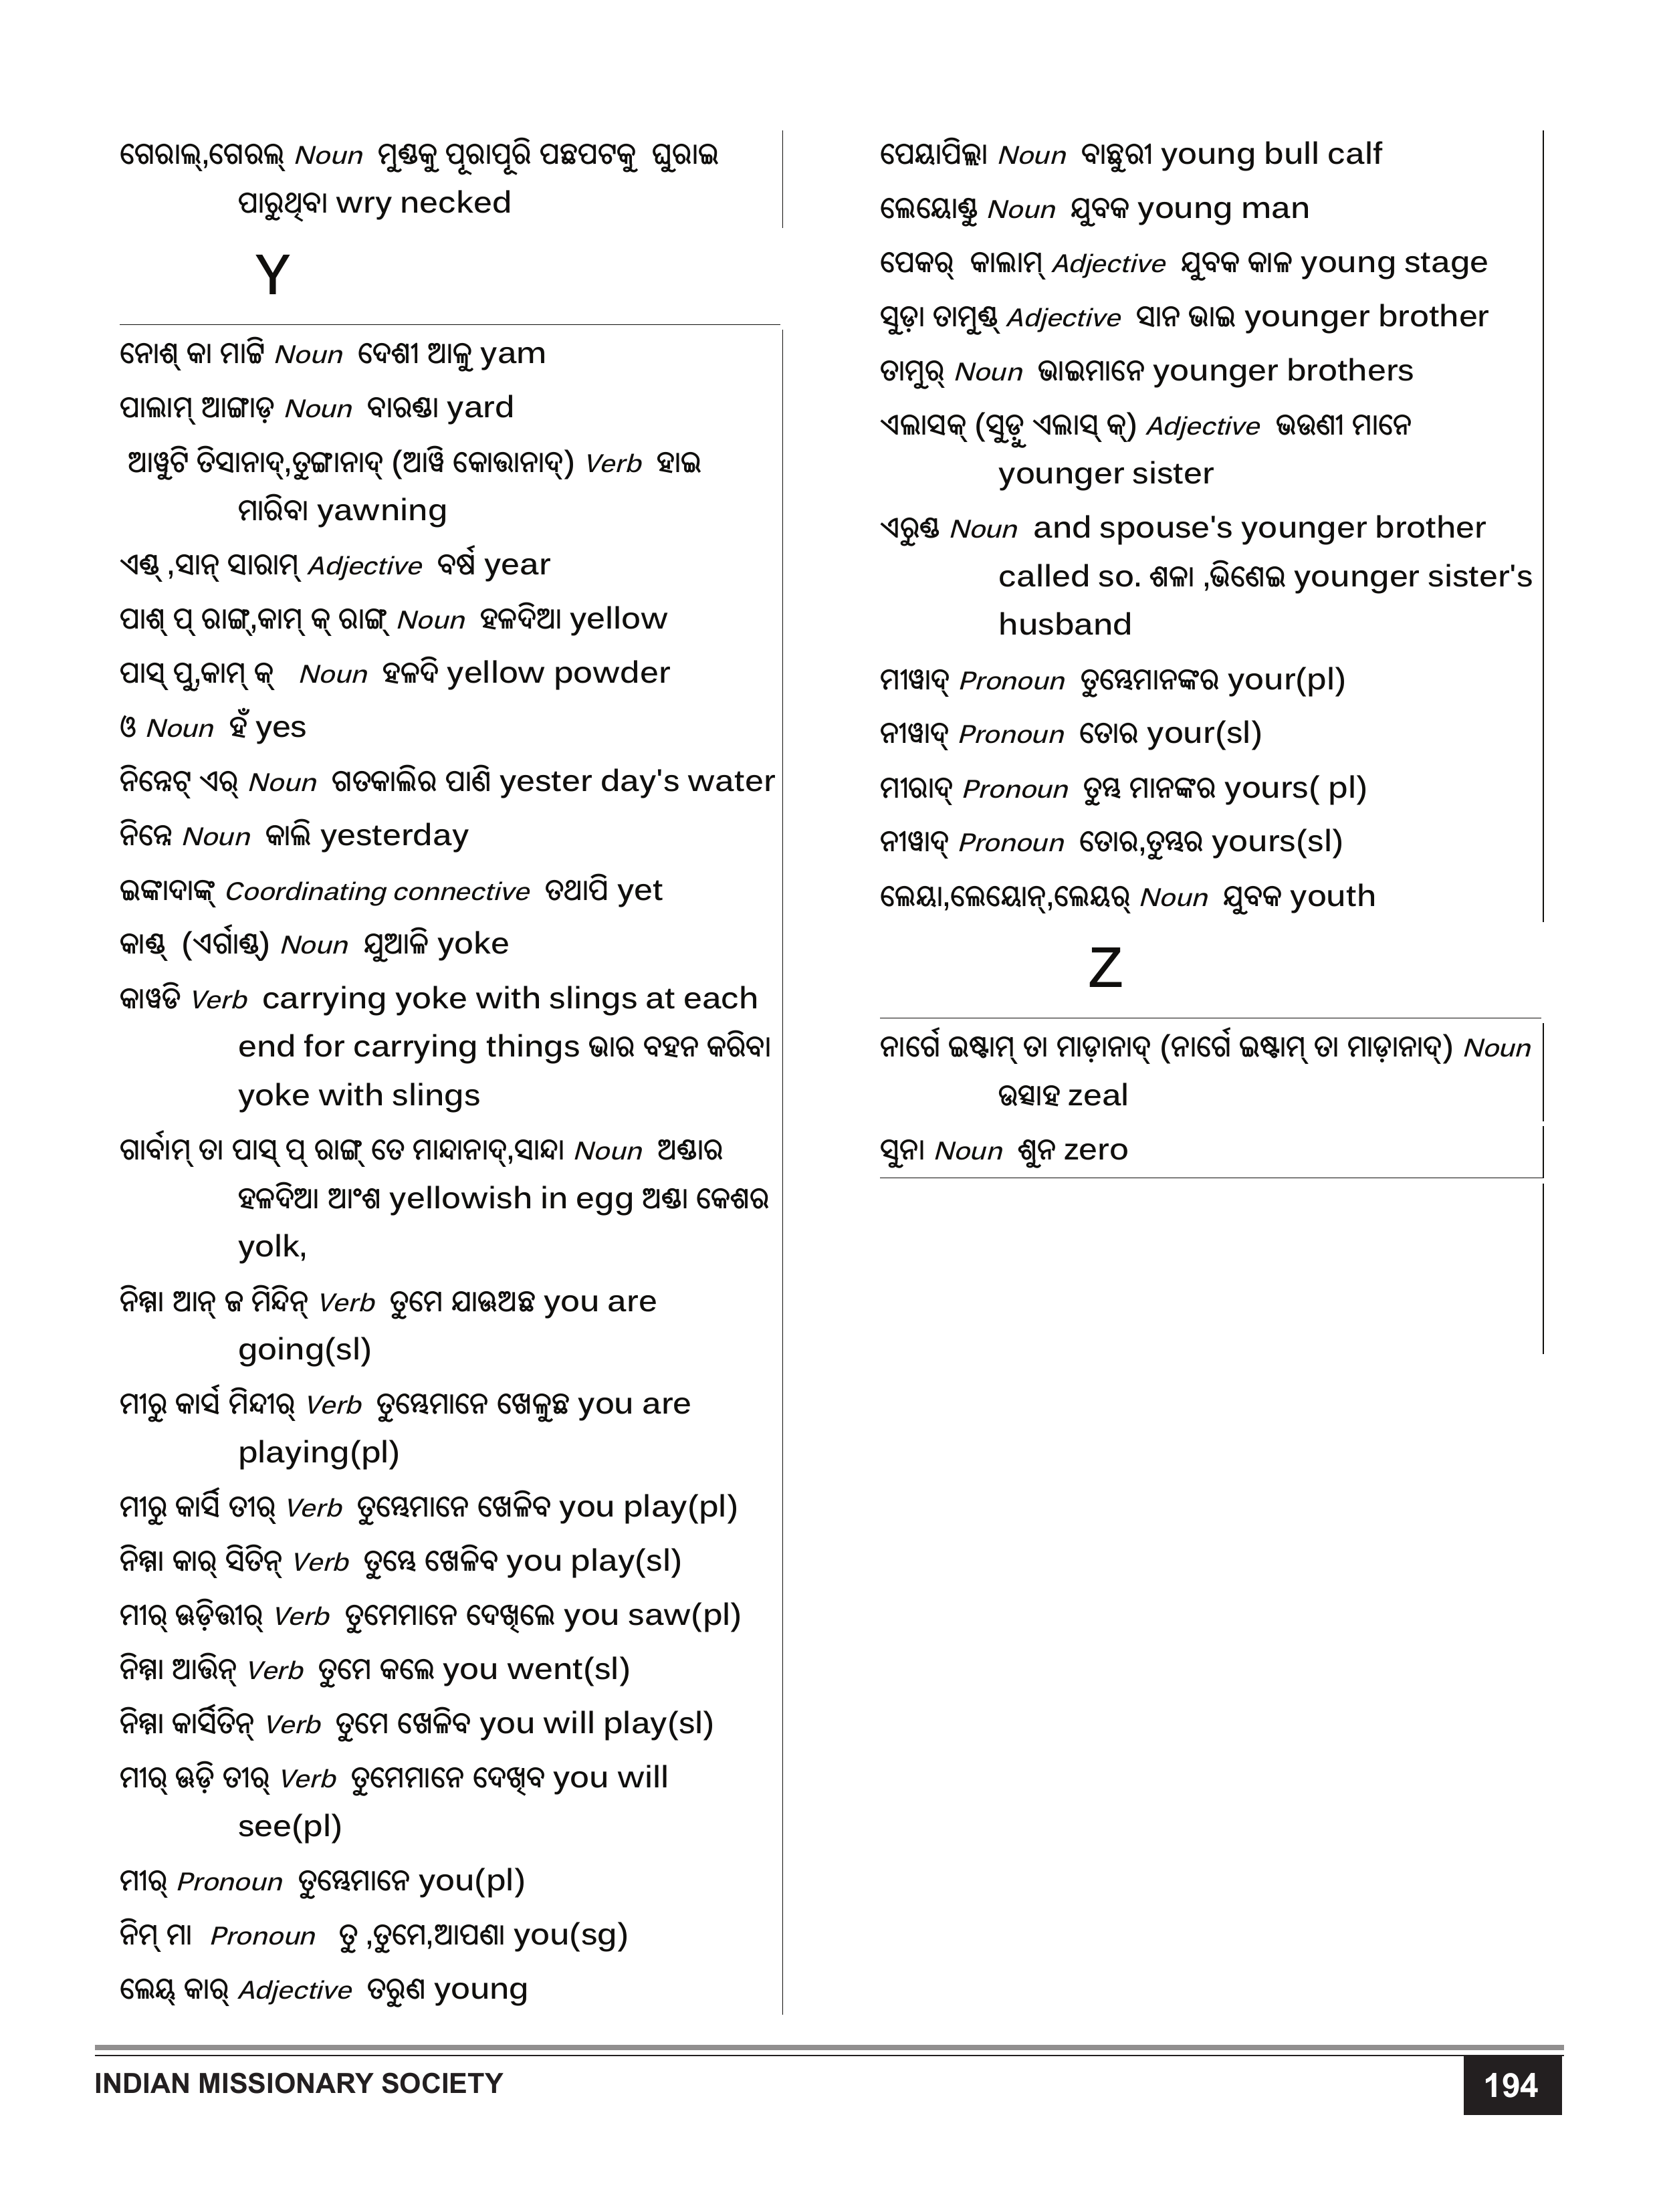 ଗେରାଲ୍,ଗେରଲ୍ Noun ମୁଣ୍ଡକୁ ପୂରାପୂରି ପଛପଟକୁ ଘୁରାଇ
ପାରୁଥିବା wry necked
Y
ନୋଶ୍ କା ମାଟ୍ଟି Noun ଦେଶୀ ଆଳୁ yam
ପାଲାମ୍ ଆଙ୍ଗାଡ଼ Noun ବାରଣ୍ଡା yard
ଆୱୁଟି ତିସାନାଦ୍,ତୁଙ୍ଗାନାଦ୍ (ଆୱି କୋତ୍ତାନାଦ୍) Verb ହାଇ
ମାରିବା yawning
ଏଣ୍ଡ୍ ,ସାନ୍ ସାରାମ୍ Adjective ବର୍ଷ year
ପାଶ୍ ପ୍ ରାଙ୍ଗ୍,କାମ୍ କ୍ ରାଙ୍ଗ୍ Noun ହଳଦିଆ yellow
ପାସ୍ ପୁ,କାମ୍ କ୍ Noun ହଳଦି yellow powder
ଓ Noun ହଁ yes
ନିନ୍ନେଟ୍ ଏର୍ Noun ଗତକାଲିର ପାଣି yester day's water
ନିନ୍ନେ Noun କାଲି yesterday
ଇଙ୍କାଦାଙ୍କ୍ Coordinating connective ତଥାପି yet
କାଣ୍ଡ୍ (ଏର୍ଗାଣ୍ଡ୍) Noun ଯୁଆଳି yoke
କାୱଡି Verb carrying yoke with slings at each
end for carrying things ଭାର ବହନ କରିବା
yoke with slings
ଗାର୍ବାମ୍ ତା ପାସ୍ ପ୍ ରାଙ୍ଗ୍ ତେ ମାନ୍ଦାନାଦ୍,ସାନ୍ଦା Noun ଅଣ୍ଡାର
ହଳଦିଆ ଆଂଶ yellowish in egg ଅଣ୍ଡା କେଶର
yolk,
ନିମ୍ମା ଆନ୍ ଜ ମିନ୍ଦିନ୍ Verb ତୁମେ ଯାଊଅଛ you are
going(sl)
ମୀରୁ କାର୍ସ ମିନ୍ଦୀର୍ Verb ତୁମ୍ଭେମାନେ ଖେଳୁଛ you are
playing(pl)
ମୀରୁ କାର୍ସି ତୀର୍ Verb ତୁମ୍ଭେମାନେ ଖେଳିବ you play(pl)
ନିମ୍ମା କାର୍ ସିତିନ୍ Verb ତୁମ୍ଭେ ଖେଳିବ you play(sl)
ମୀର୍ ଊଡ଼ିତ୍ତୀର୍ Verb ତୁମେମାନେ ଦେଖିଲେ you saw(pl)
ନିମ୍ମା ଆତ୍ତିନ୍ Verb ତୁମେ କଲେ you went(sl)
ନିମ୍ମା କାର୍ସିତିନ୍ Verb ତୁମେ ଖେଳିବ you will play(sl)
ମୀର୍ ଊଡ଼ି ତୀର୍ Verb ତୁମେମାନେ ଦେଖିବ you will
see(pl)
ମୀର୍ Pronoun ତୁମ୍ଭେମାନେ you(pl)
ନିମ୍ ମା Pronoun ତୁ ,ତୁମେ,ଆପଣା you(sg)
ଲେୟ୍ କାର୍ Adjective ତରୁଣ young
ପେୟାପିଲ୍ଲା Noun ବାଛୁରୀ young bull calf
ଲେୟୋଣ୍ଡୁ Noun ଯୁବକ young man
ପେକର୍ କାଲାମ୍ Adjective ଯୁବକ କାଳ young stage
ସୁଡ଼ା ତାମୁଣ୍ଡ୍ Adjective ସାନ ଭାଇ younger brother
ତାମୁର୍ Noun ଭାଇମାନେ younger brothers
ଏଲାସକ୍ (ସୁଡ଼ୁ ଏଲାସ୍ କ୍) Adjective ଭଉଣୀ ମାନେ
younger sister
ଏରୁଣ୍ଡ Noun and spouse's younger brother
called so. ଶଳା ,ଭିଣେଇ younger sister's
husband
ମୀୱାଦ୍ Pronoun ତୁମ୍ଭେମାନଙ୍କର your(pl)
ନୀୱାଦ୍ Pronoun ତୋର your(sl)
ମୀରାଦ୍ Pronoun ତୁମ୍ଭ ମାନଙ୍କର yours( pl)
ନୀୱାଦ୍ Pronoun ତୋର,ତୁମ୍ଭର yours(sl)
ଲେୟା,ଲେୟୋନ୍,ଲେୟର୍ Noun ଯୁବକ youth
Z
ନାର୍ଗେ ଇଷ୍ଟାମ୍ ତା ମାଡ଼ାନାଦ୍ (ନାର୍ଗେ ଇଷ୍ଟାମ୍ ତା ମାଡ଼ାନାଦ୍) Noun
ଉତ୍ସାହ zeal
ସୁନା Noun ଶୁନ zero
INDIAN MISSIONARY SOCIETY
194